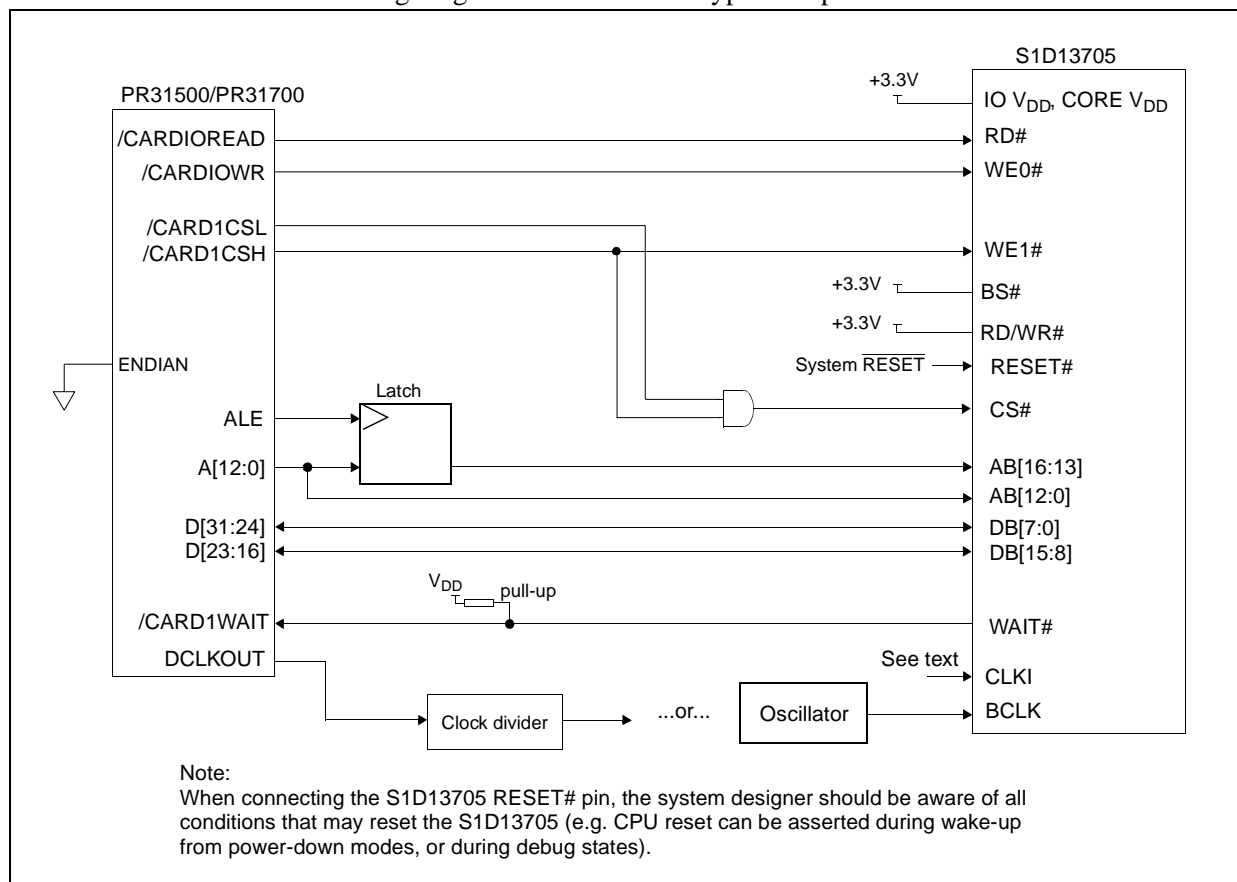 S1D13705
+3.3V
PR31500/PR31700
IO VDD, CORE VDD
/CARDIOREAD
RD#
/CARDIOWR
WE0#
/CARD1CSL
/CARD1CSH
WE1#
+3.3V
BS#
+3.3V
RD/WR#
ENDIAN
System RESET
RESET#
Latch
ALE
CS#
A[12:0]
AB[16:13]
AB[12:0]
D[31:24]
DB[7:0]
D[23:16]
DB[15:8]
VDD
pull-up
/CARD1WAIT
WAIT#
DCLKOUT
See text
CLKI
Clock divider
...or...
Oscillator
BCLK
Note:
When connecting the S1D13705 RESET# pin, the system designer should be aware of all
conditions that may reset the S1D13705 (e.g. CPU reset can be asserted during wake-up
from power-down modes, or during debug states).